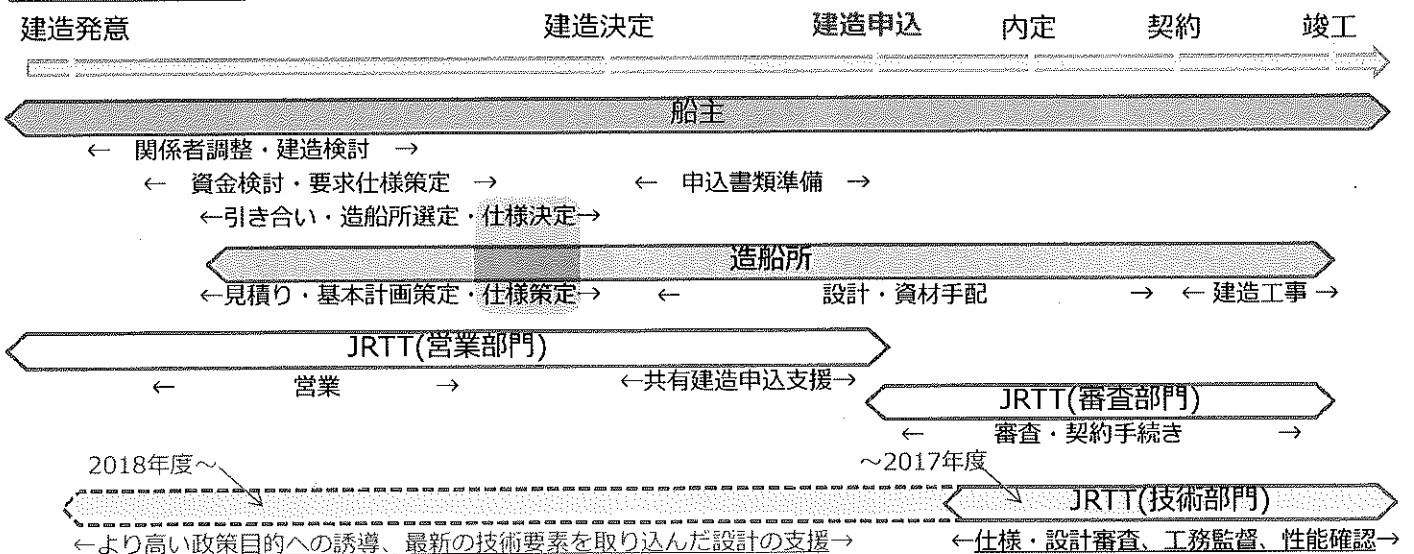 建造発意 建造決定 建造申込 内定 契約 竣工
船主
← 関係者調整・建造検討 →
← 資金検討・要求仕様策定 → ← 申込書類準備 →
←引き合い・造船所選定・仕様決定→
造船所
←見積り・基本計画策定・仕様策定→ ← 設計・資材手配 → ← 建造工事 →
JRTT(営業部門)
← 営業 → ←共有建造申込支援→
JRTT(審査部門)
← 審査・契約手続き →
2018年度～ ～2017年度
JRTT(技術部門)
←より高い政策目的への誘導、最新の技術要素を取り込んだ設計の支援→ ←仕様・設計審査、工務監督、性能確認→